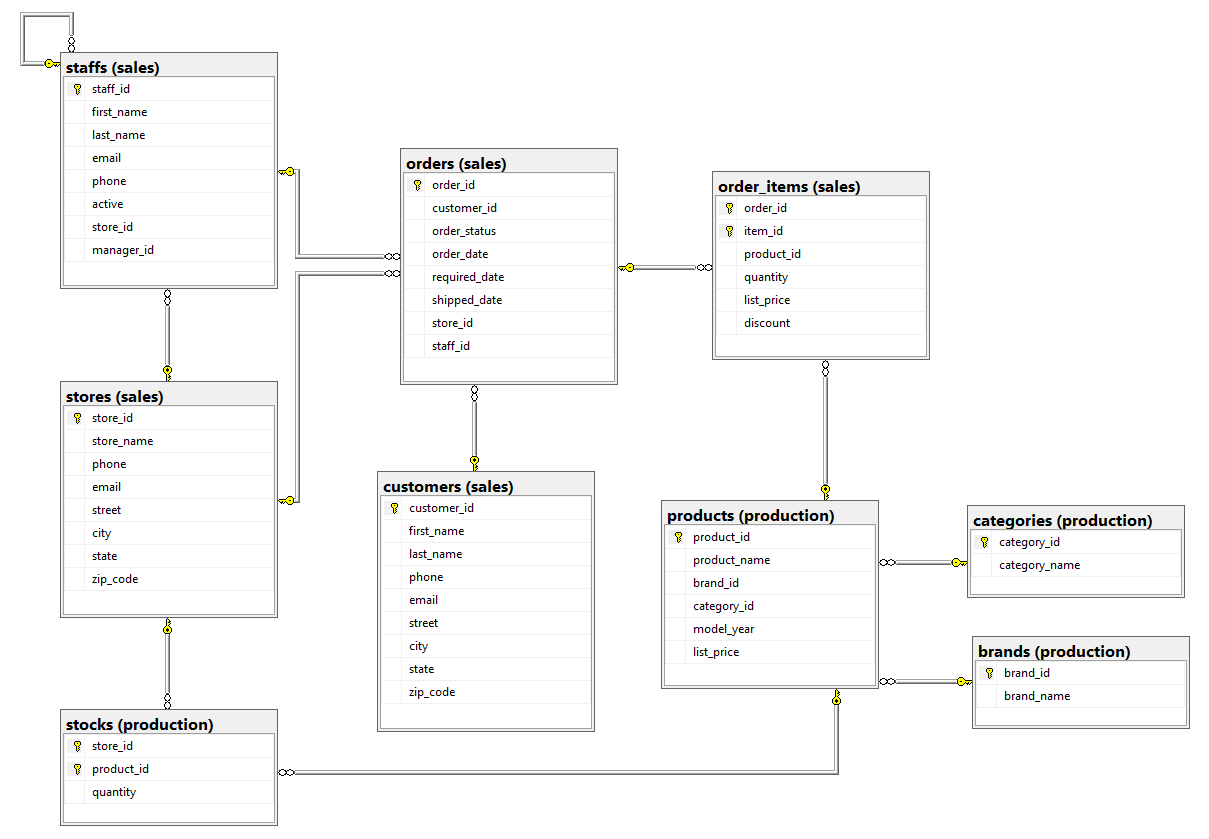 staffs (sales)
staff_id
first_name
last_name
email
phone
active
store_id
manager_id
orders (sales)
order_id
customer_id
order_status
order_date
required_date
shipped_date
store_id
staff_id
order_items (sales)
order_id
item_id
product_id
quantity
list_price
discount
stores (sales)
store_id
store_name
phone
email
street
city
state
zip_code
customers (sales)
customer_id
first_name
last_name
phone
email
street
city
state
zip_code
products (production)
product_id
product_name
brand_id
category_id
model_year
list_price
categories (production)
category_id
category_name
brands (production)
brand_id
brand_name
stocks (production)
store_id
product_id
quantity